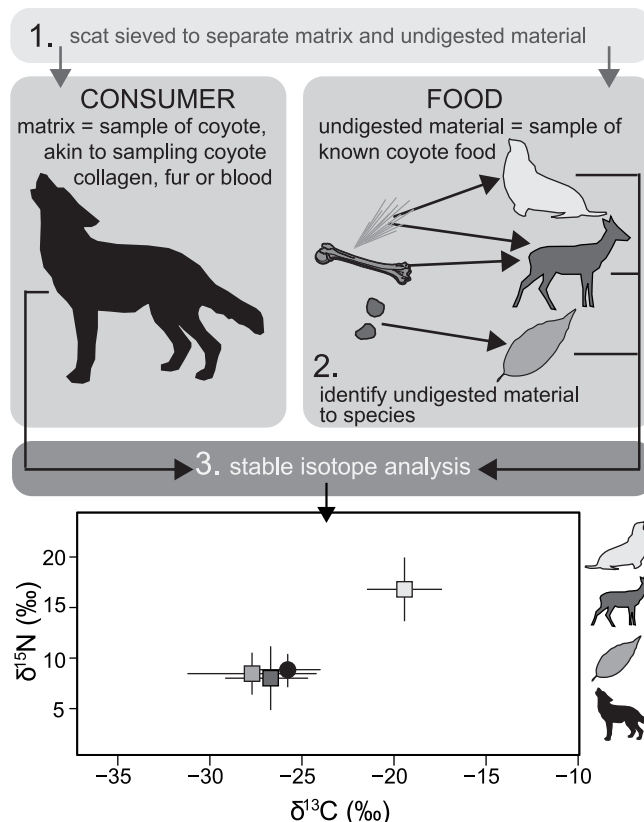 1. scat sieved to separate matrix and undigested material
CONSUMER
matrix = sample of coyote,
akin to sampling coyote
collagen, fur or blood
FOOD
undigested material = sample of
known coyote food
2.
identify undigested material
to species
3. stable isotope analysis
20
15
10
5
δ¹⁵N (‰)
−35 −30 −25 −20 −15 −10
δ¹³C (‰)